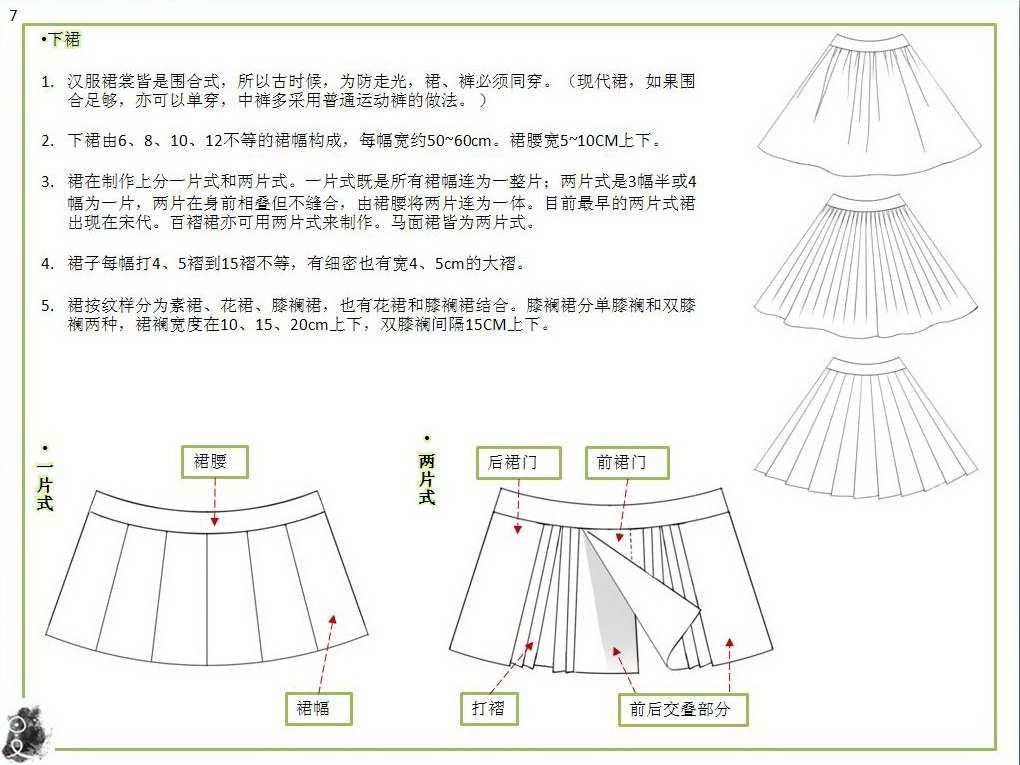 7
•下裙
1. 汉服裙裳皆是围合式，所以古时候，为防走光，裙、裤必须同穿。（现代裙，如果围
合足够，亦可以单穿，中裤多采用普通运动裤的做法。）
2. 下裙由6、8、10、12不等的裙幅构成，每幅宽约50~60cm。裙腰宽5~10CM上下。
3. 裙在制作上分一片式和两片式。一片式既是所有裙幅连为一整片；两片式是3幅半或4
幅为一片，两片在身前相叠但不缝合，由裙腰将两片连为一体。目前最早的两片式裙
出现在宋代。百褶裙亦可用两片式来制作。马面裙皆为两片式。
4. 裙子每幅打4、5褶到15褶不等，有细密也有宽4、5cm的大褶。
5. 裙按纹样分为素裙、花裙、膝襕裙，也有花裙和膝襕裙结合。膝襕裙分单膝襕和双膝
襕两种，裙襕宽度在10、15、20cm上下，双膝襕间隔15CM上下。
•一片式
裙腰
裙幅
•两片式
后裙门
前裙门
打褶
前后交叠部分